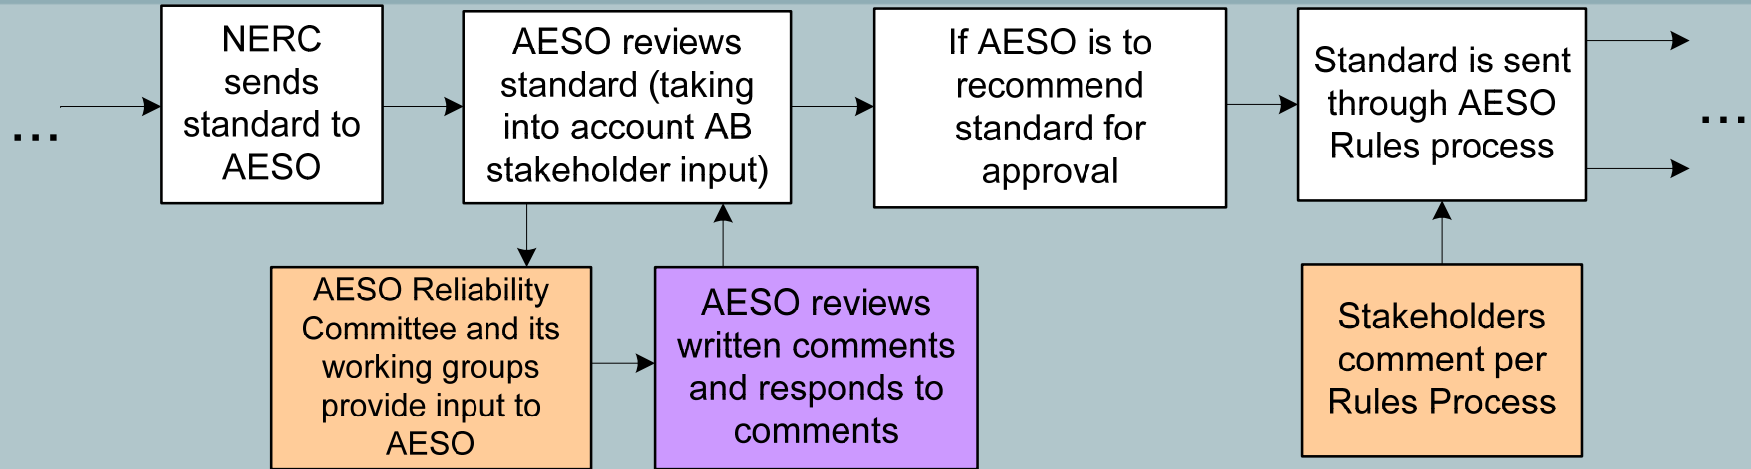 ...
NERC
sends
standard to
AESO
AESO reviews
standard (taking
into account AB
stakeholder input)
If AESO is to
recommend
standard for
approval
Standard is sent
through AESO
Rules process
...
AESO Reliability
Committee and its
working groups
provide input to
AESO
AESO reviews
written comments
and responds to
comments
Stakeholders
comment per
Rules Process